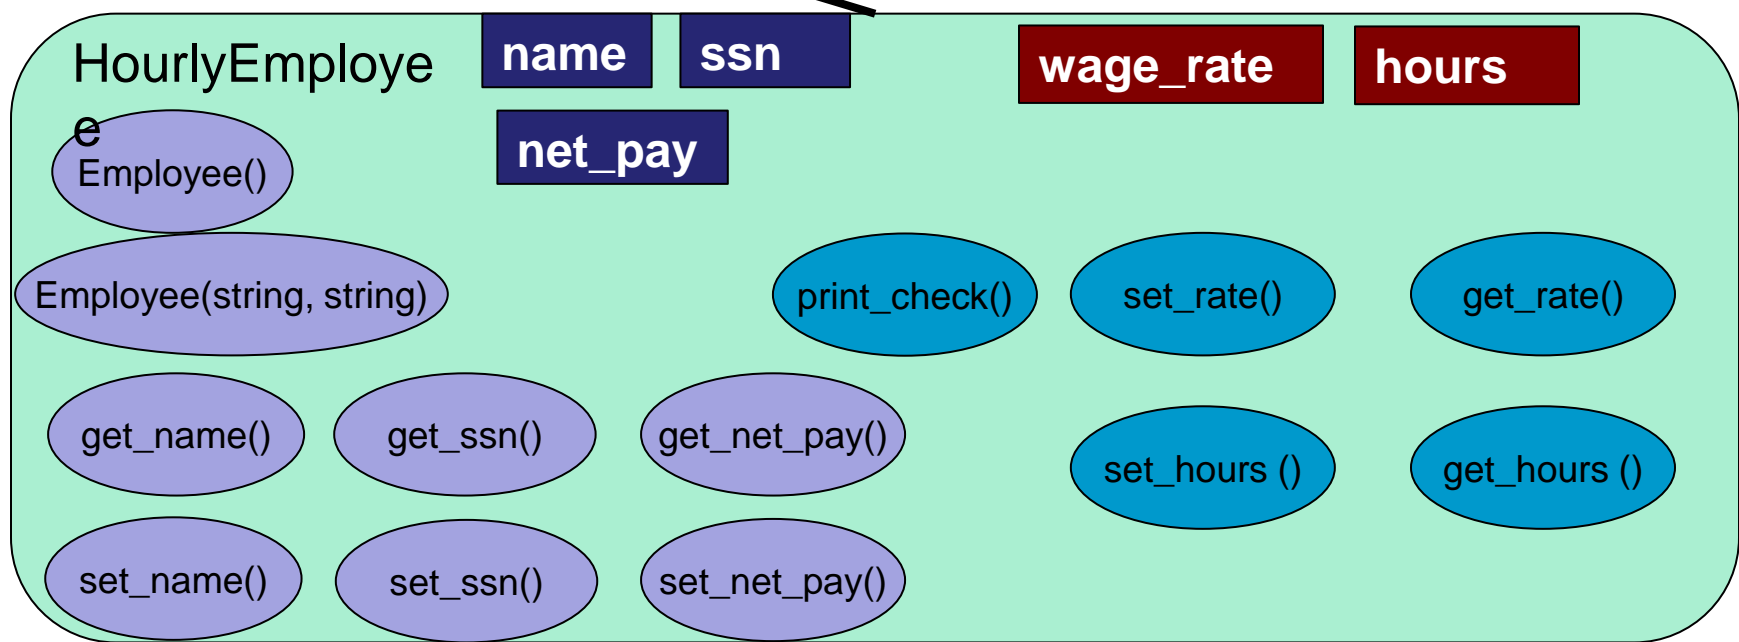 HourlyEmploye
e
name
ssn
wage_rate
hours
net_pay
Employee()
Employee(string, string)
print_check()
set_rate()
get_rate()
get_name()
get_ssn()
get_net_pay()
set_hours ()
get_hours ()
set_name()
set_ssn()
set_net_pay()